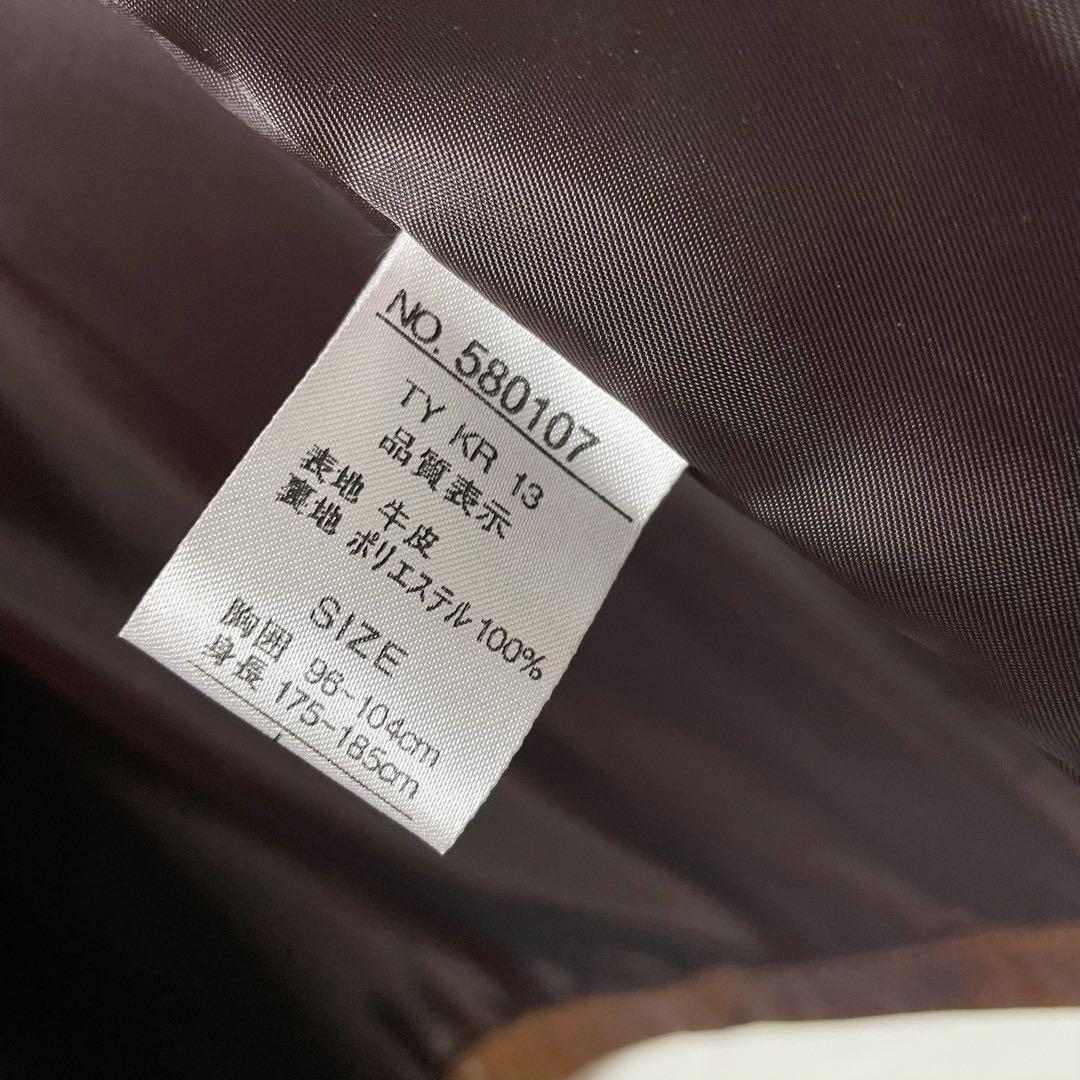 NO. 580107
TY KR 13
品質表示
表地 牛皮
裏地 ポリエステル100%
SIZE
胸囲 96-104cm
身長 175-185cm
L